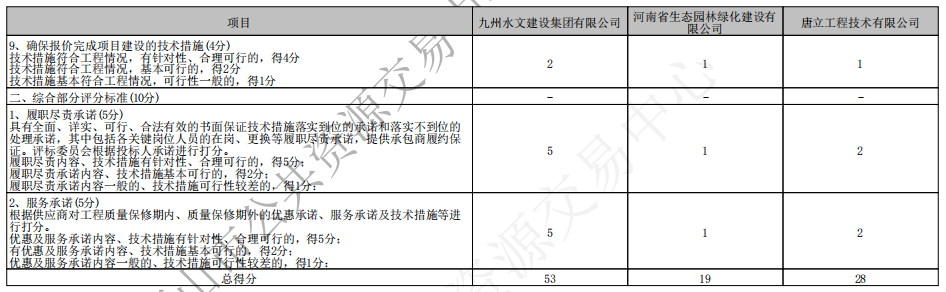 项目
九州水文建设集团有限公司
河南省生态园林绿化建设有
限公司
唐立工程技术有限公司
9、确保报价完成项目建设的技术措施(4分)
技术措施符合工程情况，有针对性、合理可行的，得4分
技术措施符合工程情况，基本可行的，得2分
技术措施基本符合工程情况，可行性一般的，得1分
2
1
1
二、综合部分评分标准(10分)
-
-
-
1、履职尽责承诺(5分)
具有全面、详实、可行、合法有效的书面保证技术措施落实到位的承诺和落实不到位的
处理承诺，其中包括各关键岗位人员的在岗、更换等履职尽责承诺，提供承包商履约保
证。评标委员会根据投标人承诺进行打分。
履职尽责内容、技术措施有针对性、合理可行的，得5分；
履职尽责承诺内容、技术措施基本可行的，得2分；
履职尽责承诺内容一般的、技术措施可行性较差的，得1分；
5
1
2
2、服务承诺(5分)
根据供应商对工程质量保修期内、质量保修期外的优惠承诺、服务承诺及技术措施等进
行打分。
优惠及服务承诺内容、技术措施有针对性、合理可行的，得5分；
有优惠及服务承诺内容、技术措施基本可行的，得2分；
优惠及服务承诺内容一般的、技术措施可行性较差的，得1分；
5
1
2
总得分
53
19
28
山市公共资源交易中心
资源交易中心